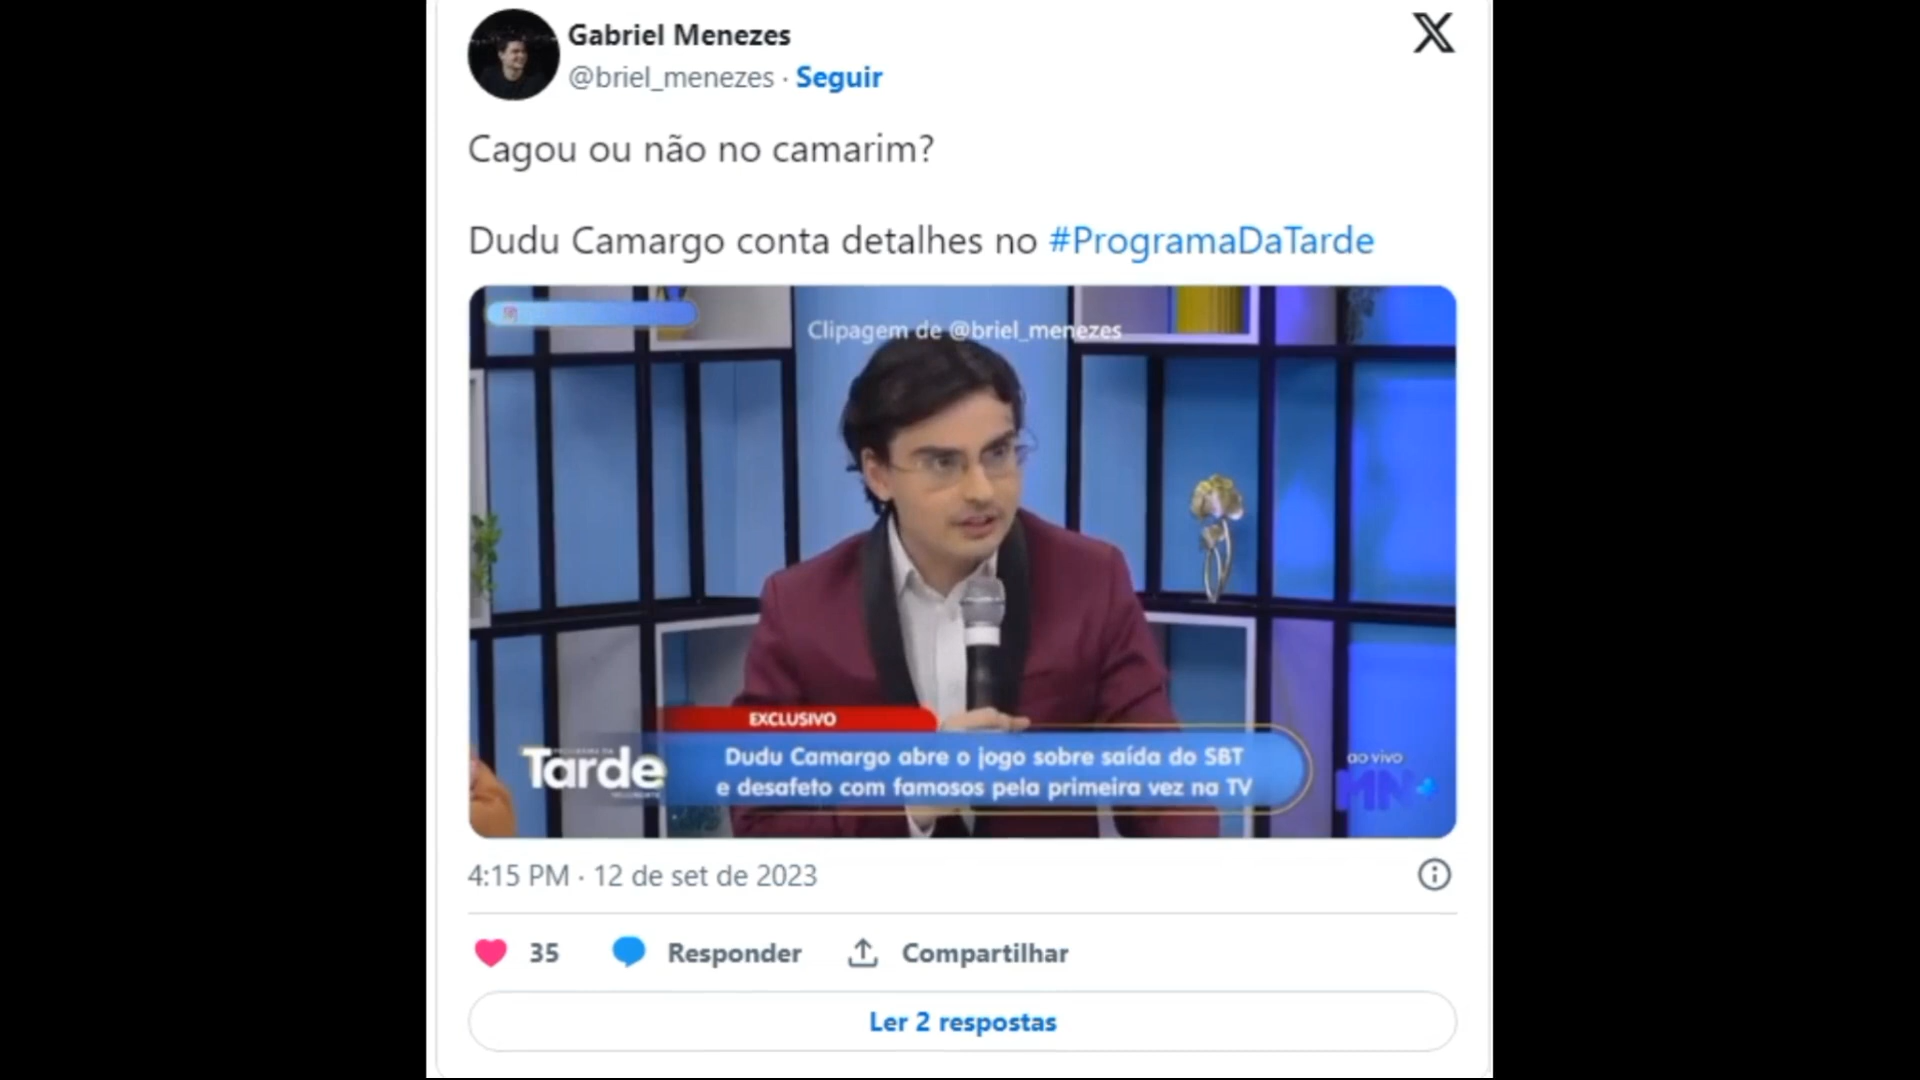 Gabriel Menezes
@briel_menezes · Seguir
Cagou ou não no camarim?
Dudu Camargo conta detalhes no #ProgramaDaTarde
Clipagem de @briel_menezes
EXCLUSIVO
Tarde
Dudu Camargo abre o jogo sobre saída do SBT
e desafeto com famosos pela primeira vez na TV
ao vivo
MN+
4:15 PM · 12 de set de 2023
35 Responder Compartilhar
Ler 2 respostas